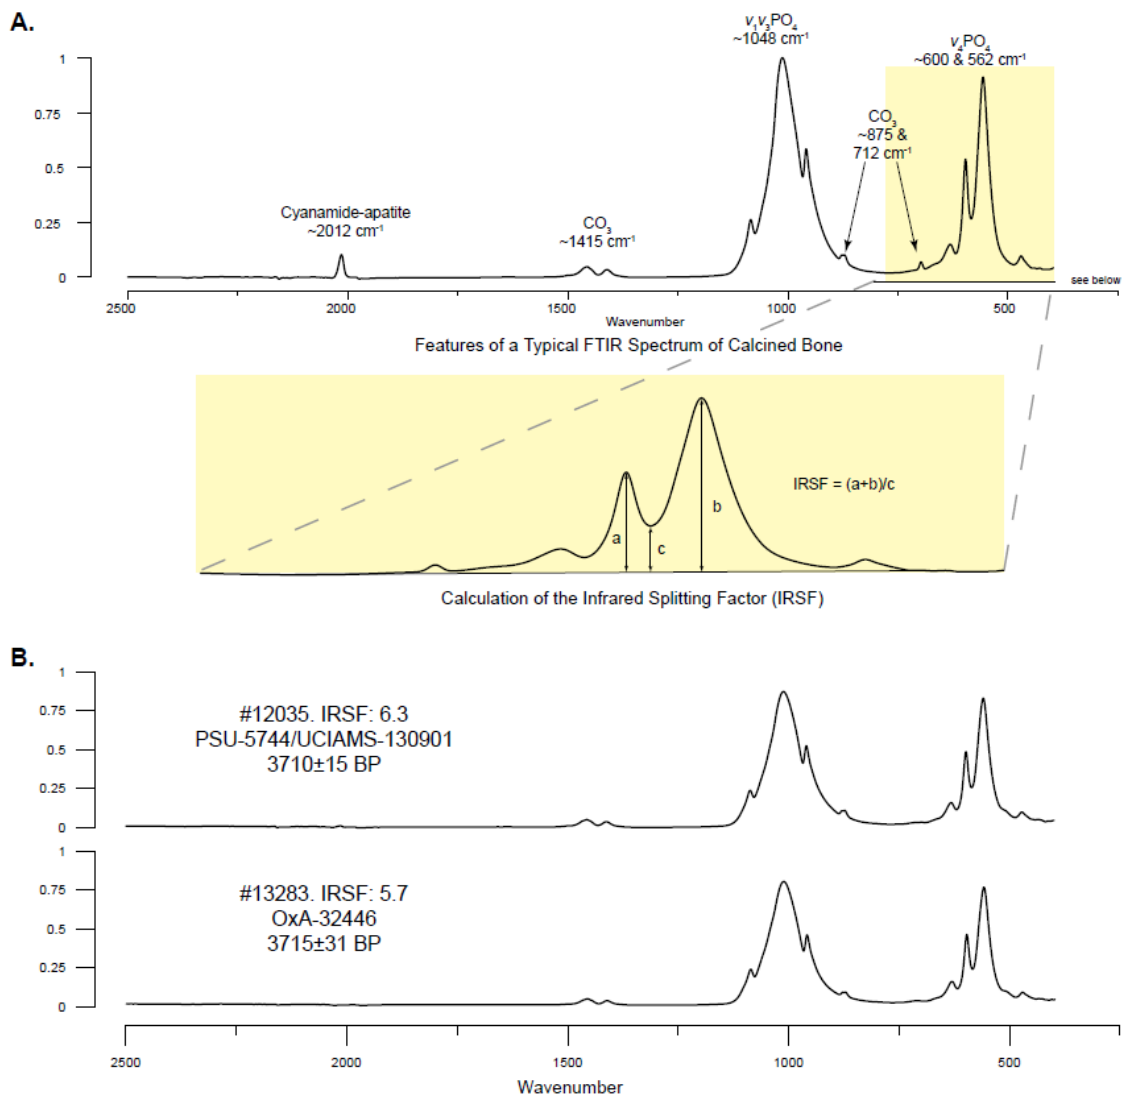 A.
ν₁ν₃PO₄
~1048 cm⁻¹
ν₄PO₄
~600 & 562 cm⁻¹
CO₃
~875 &
712 cm⁻¹
Cyanamide-apatite
~2012 cm⁻¹
CO₃
~1415 cm⁻¹
1
0.75
0.5
0.25
0
see below
2500
2000
1500
1000
500
Wavenumber
Features of a Typical FTIR Spectrum of Calcined Bone
IRSF = (a+b)/c
a
c
b
Calculation of the Infrared Splitting Factor (IRSF)
B.
1
0.75
0.5
0.25
0
#12035. IRSF: 6.3
PSU-5744/UCIAMS-130901
3710±15 BP
1
0.75
0.5
0.25
0
#13283. IRSF: 5.7
OxA-32446
3715±31 BP
2500
2000
1500
1000
500
Wavenumber